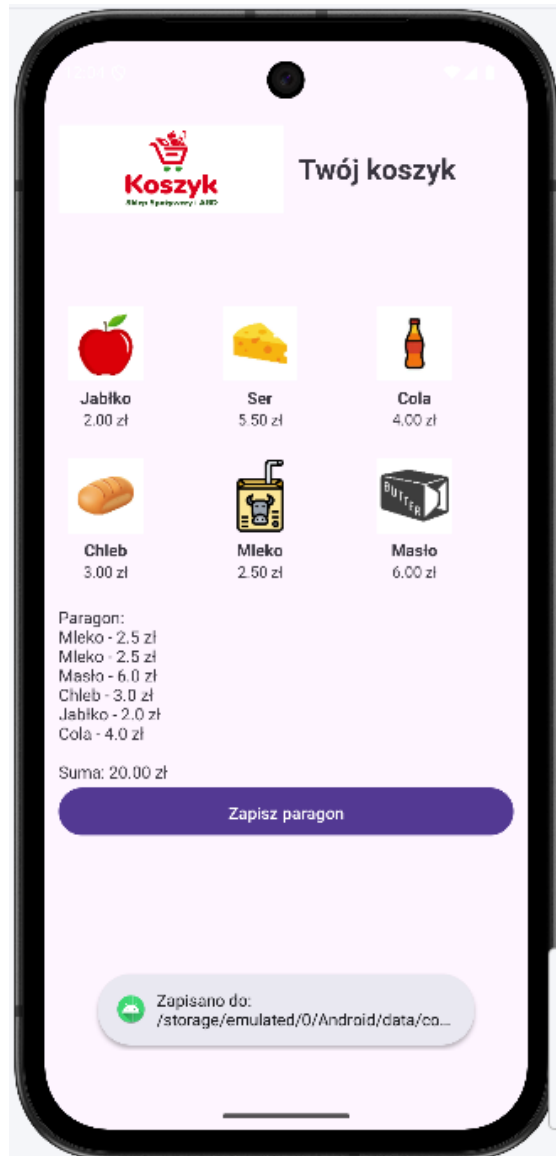 Koszyk
Twój koszyk
Jabłko
Ser
Cola
2.00 zł
5.50 zł
4.00 zł
BUTTER
Chleb
Mleko
Masło
3.00 zł
2.50 zł
6.00 zł
Paragon:
Mleko - 2.5 zł
Mleko - 2.5 zł
Masło - 6.0 zł
Chleb - 3.0 zł
Jabłko - 2.0 zł
Cola - 4.0 zł
Suma: 20.00 zł
Zapisz paragon
Zapisano do:
/storage/emulated/0/Android/data/co...